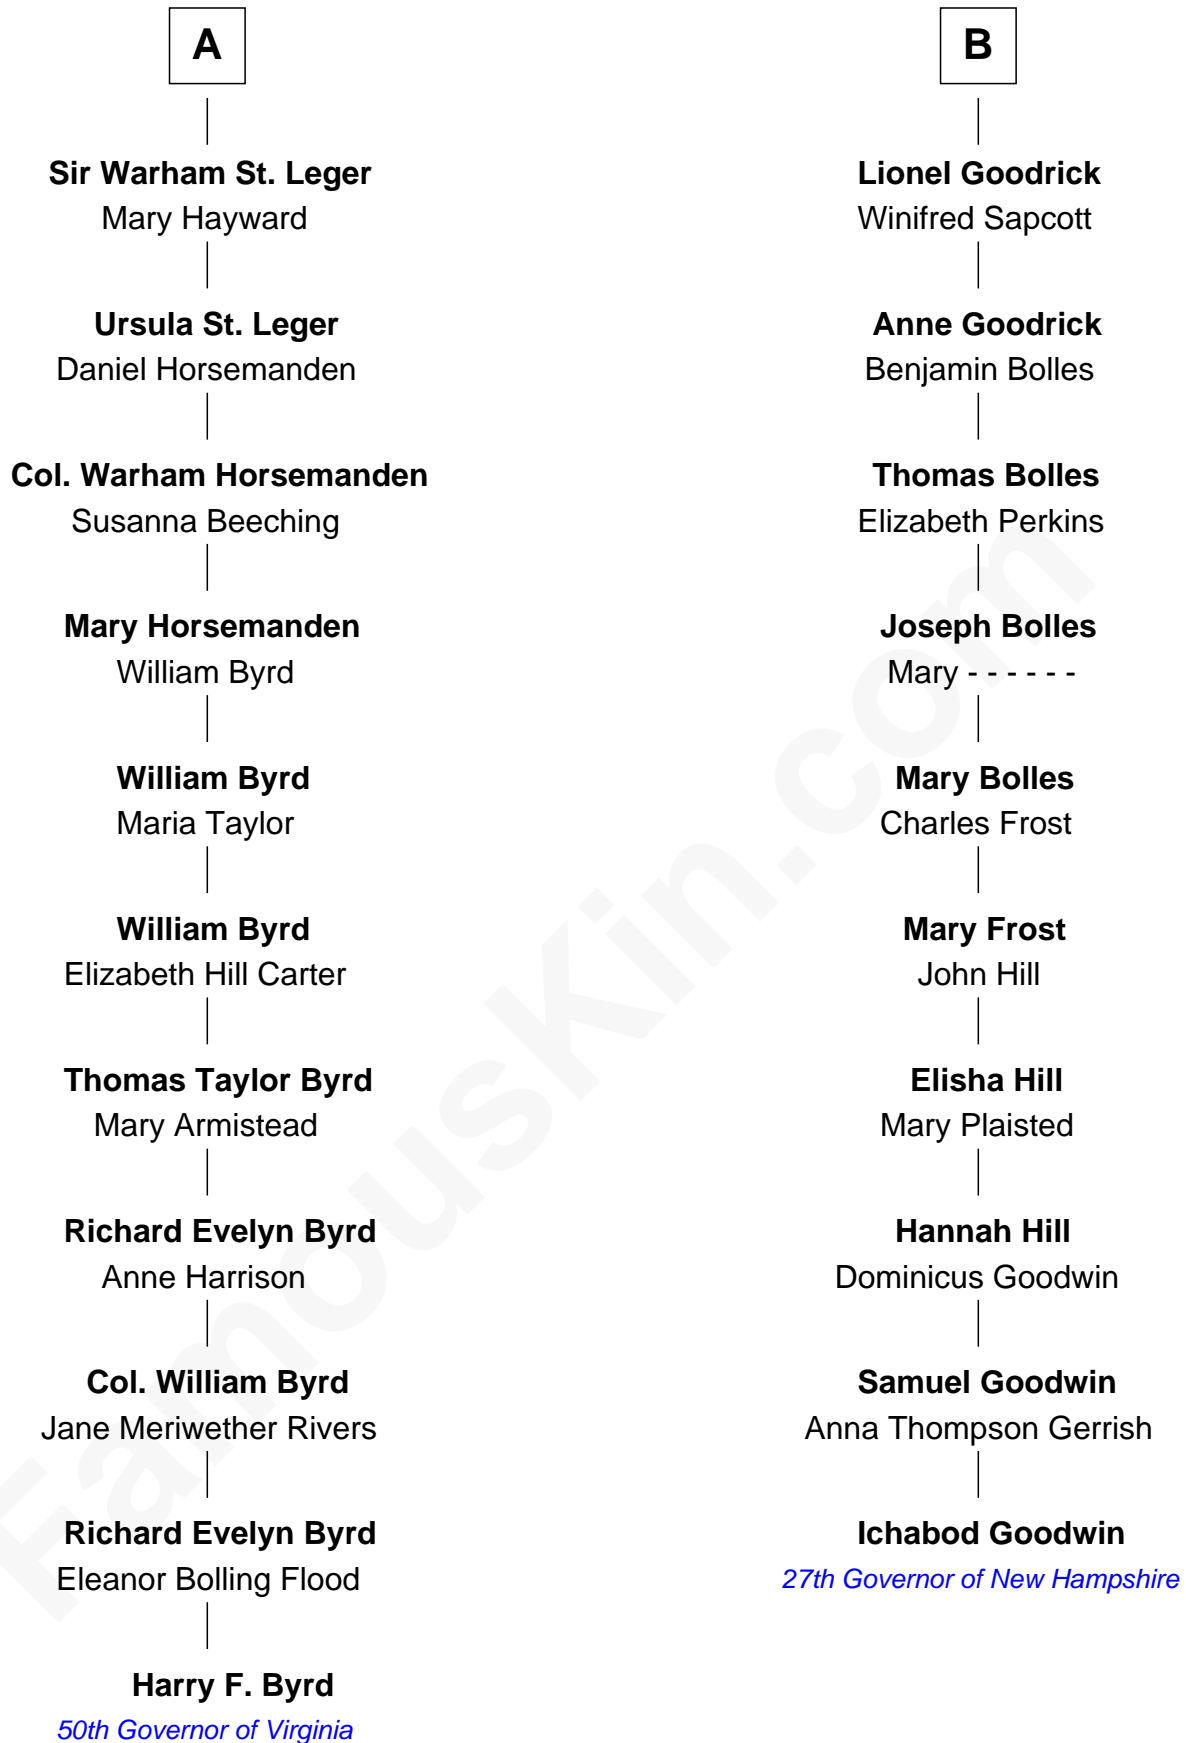 A
Sir Warham St. Leger
Mary Hayward
Ursula St. Leger
Daniel Horsemanden
Col. Warham Horsemanden
Susanna Beeching
Mary Horsemanden
William Byrd
William Byrd
Maria Taylor
William Byrd
Elizabeth Hill Carter
Thomas Taylor Byrd
Mary Armistead
Richard Evelyn Byrd
Anne Harrison
Col. William Byrd
Jane Meriwether Rivers
Richard Evelyn Byrd
Eleanor Bolling Flood
Harry F. Byrd
50th Governor of Virginia
B
Lionel Goodrick
Winifred Sapcott
Anne Goodrick
Benjamin Bolles
Thomas Bolles
Elizabeth Perkins
Joseph Bolles
Mary - - - - - -
Mary Bolles
Charles Frost
Mary Frost
John Hill
Elisha Hill
Mary Plaisted
Hannah Hill
Dominicus Goodwin
Samuel Goodwin
Anna Thompson Gerrish
Ichabod Goodwin
27th Governor of New Hampshire
FamousKin.com